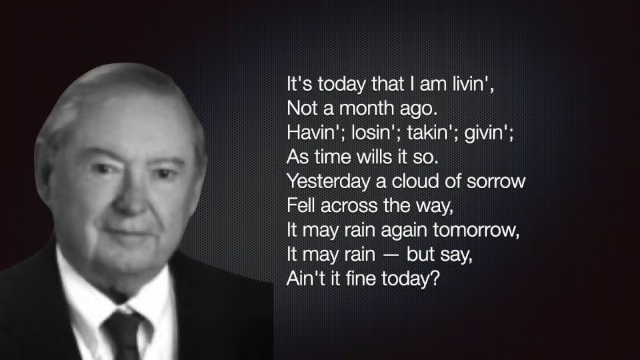 It's today that I am livin',
Not a month ago.
Havin'; losin'; takin'; givin';
As time wills it so.
Yesterday a cloud of sorrow
Fell across the way,
It may rain again tomorrow,
It may rain — but say,
Ain't it fine today?